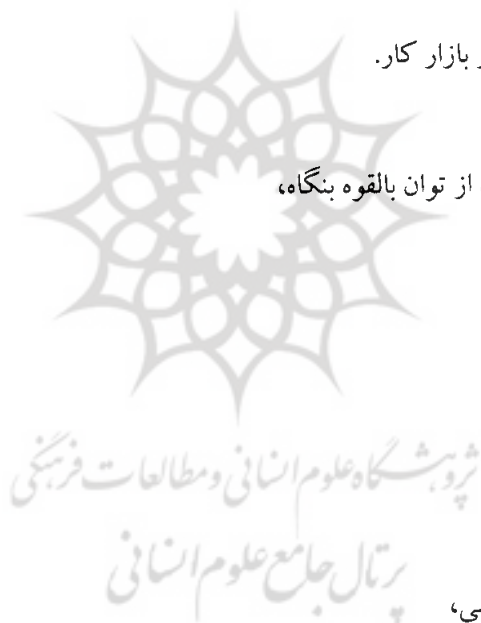 بازار کار.
از توان بالقوه بنگاه،
پژوهشگاه علوم انسانی و مطالعات فرهنگی
پرتال جامع علوم انسانی